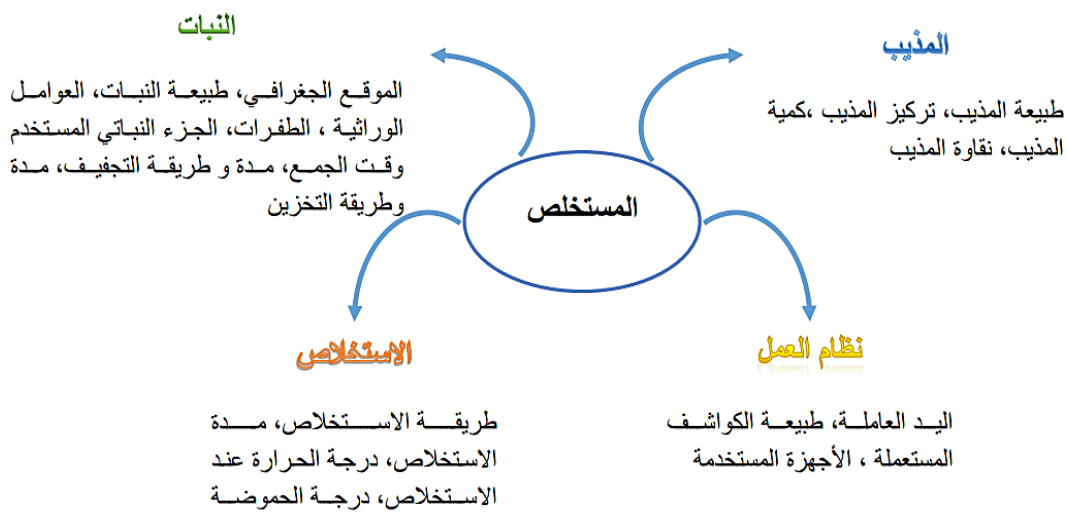 المذيب
طبيعة المذيب، تركيز المذيب ،كمية
المذيب، نقاوة المذيب
النبات
الموقع الجغرافي، طبيعة النبات، العوامل
الوراثية ، الطفرات، الجزء النباتي المستخدم
وقت الجمع، مدة و طريقة التجفيف، مدة
وطريقة التخزين
المستخلص
نظام العمل
اليد العاملة، طبيعة الكواشف
المستعملة ، الأجهزة المستخدمة
الاستخلاص
طريقة الاستخلاص، مدة
الاستخلاص، درجة الحرارة عند
الاستخلاص، درجة الحموضة